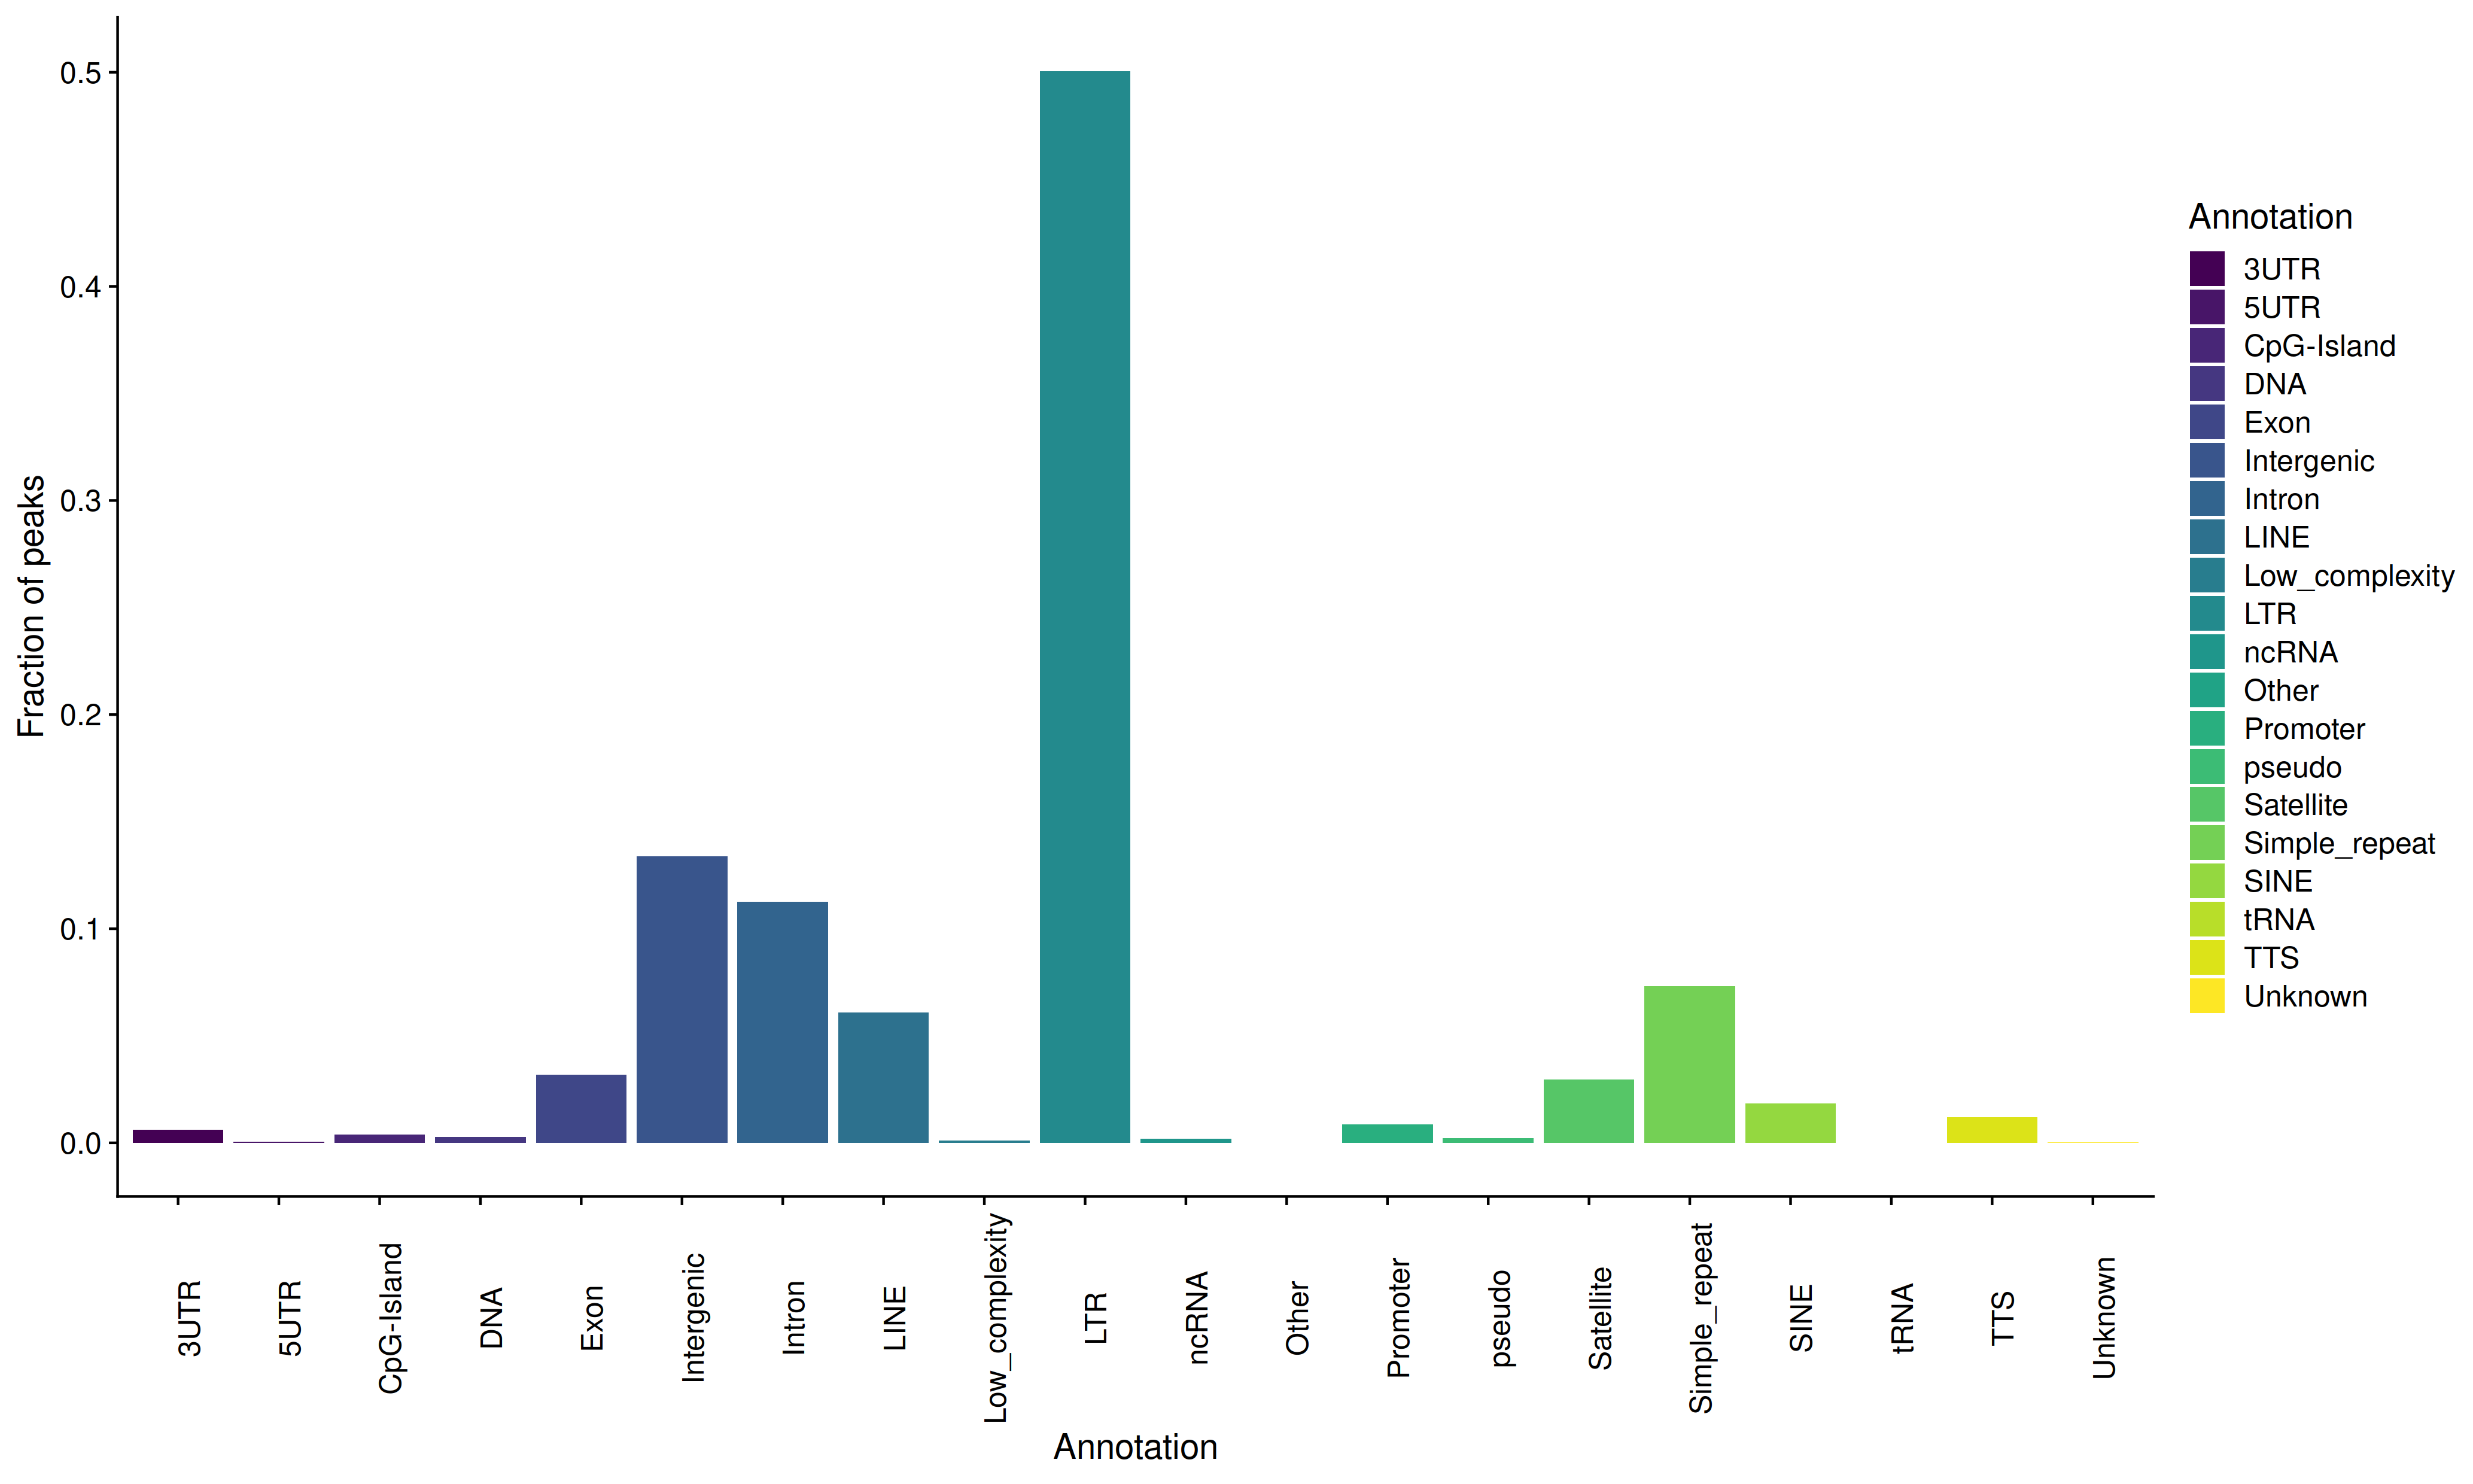 Fraction of peaks
0.5
0.4
0.3
0.2
0.1
0.0
3UTR
5UTR
CpG-Island
DNA
Exon
Intergenic
Intron
LINE
Low_complexity
LTR
ncRNA
Other
Promoter
pseudo
Satellite
Simple_repeat
SINE
tRNA
TTS
Unknown
Annotation
Annotation
3UTR
5UTR
CpG-Island
DNA
Exon
Intergenic
Intron
LINE
Low_complexity
LTR
ncRNA
Other
Promoter
pseudo
Satellite
Simple_repeat
SINE
tRNA
TTS
Unknown